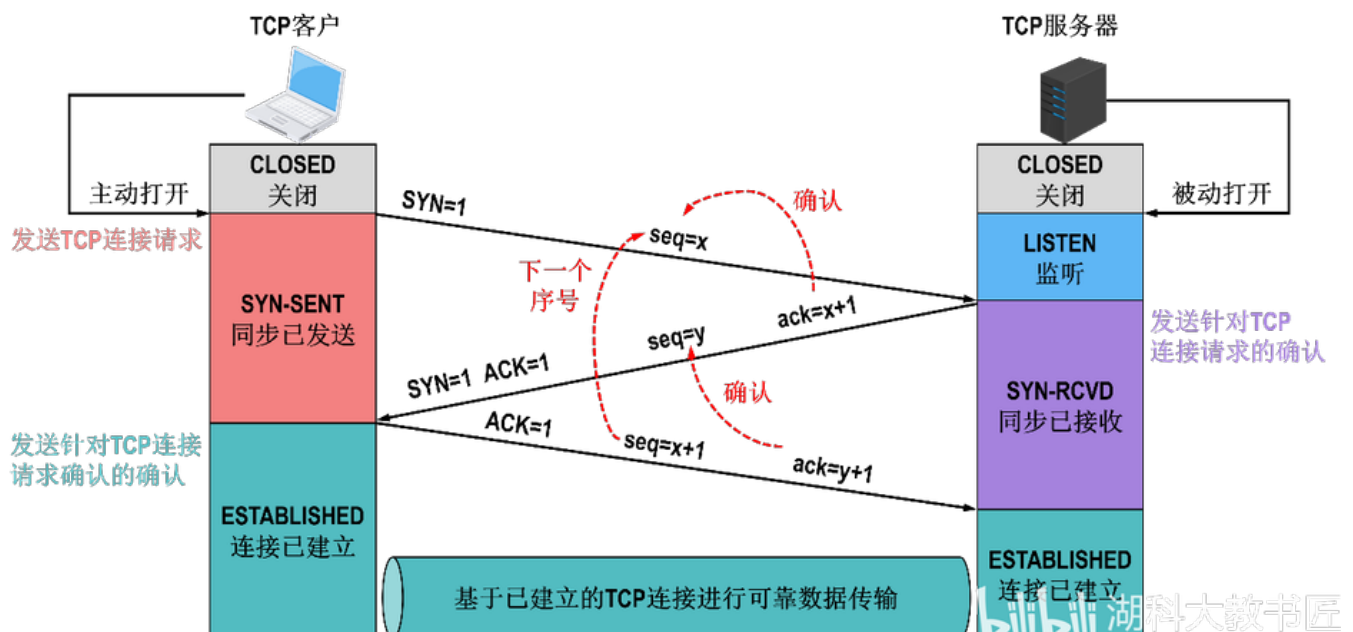 TCP客户
TCP服务器
CLOSED
关闭
CLOSED
关闭
主动打开
被动打开
发送TCP连接请求
SYN=1
seq=x
确认
LISTEN
监听
下一个
序号
SYN-SENT
同步已发送
ack=x+1
seq=y
SYN=1 ACK=1
发送针对TCP
连接请求的确认
确认
SYN-RCVD
同步已接收
ACK=1
seq=x+1
ack=y+1
发送针对TCP连接
请求确认的确认
ESTABLISHED
连接已建立
ESTABLISHED
连接已建立
基于已建立的TCP连接进行可靠数据传输
bilibili 湖科大教书匠